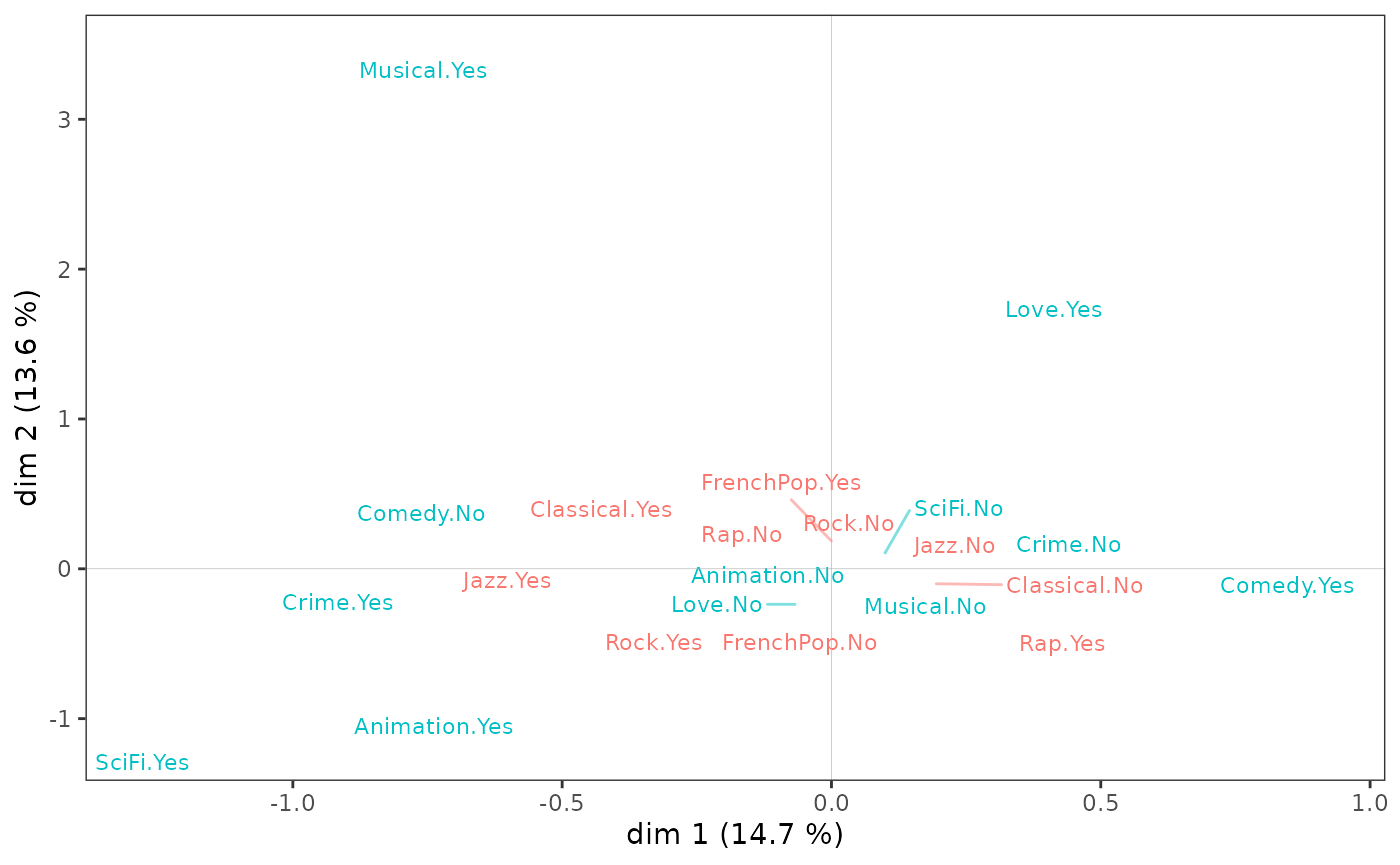 Musical.Yes
3
2
Love.Yes
1
FrenchPop.Yes
Comedy.No
Classical.Yes
SciFi.No
Rock.No
Rap.No
Jazz.No
Crime.No
0
Animation.No
Jazz.Yes
Classical.No
Comedy.Yes
Crime.Yes
Love.No
Musical.No
Rock.Yes
FrenchPop.No
Rap.Yes
-1
Animation.Yes
SciFi.Yes
dim 2 (13.6 %)
-1.0 -0.5 0.0 0.5 1.0
dim 1 (14.7 %)